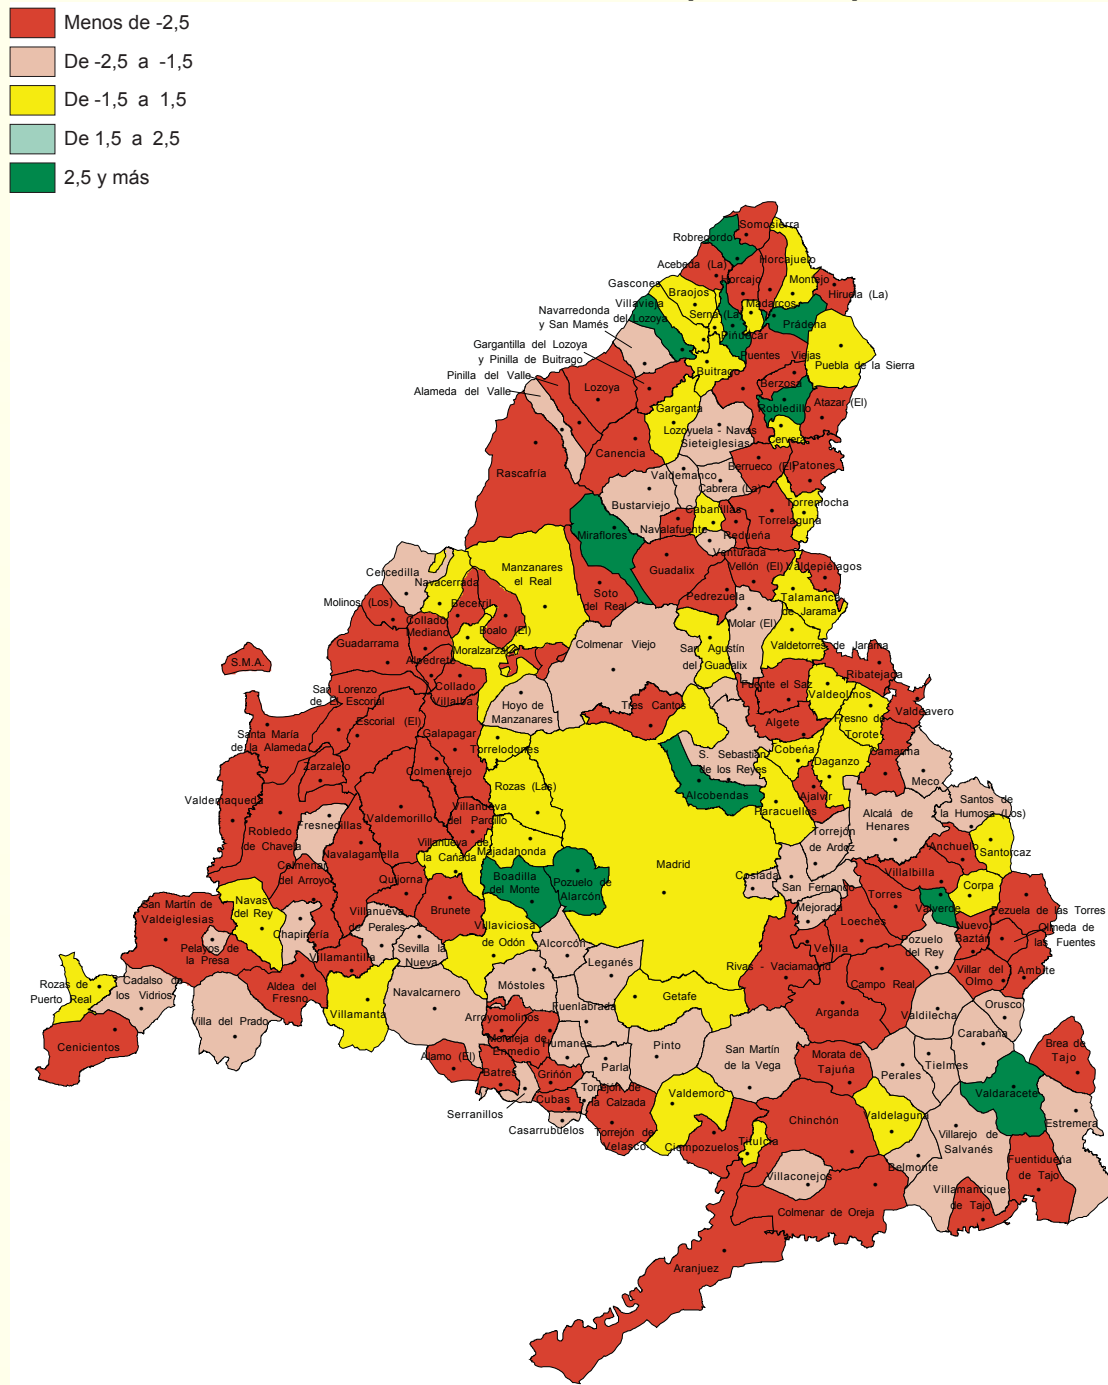 Menos de -2,5
De -2,5 a -1,5
De -1,5 a 1,5
De 1,5 a 2,5
2,5 y más
Somosierra
Robregordo
Acebeda (La)
Horcajuelo
Horcajo
Montejo
Hiruela (La)
Gascones
Braojos
Madarcos
Villavieja
del Lozoya
Serna (La)
Prádena
Piñuécar
Navarredonda
y San Mamés
Gargantilla del Lozoya
y Pinilla de Buitrago
Puentes Viejas
Puebla de la Sierra
Buitrago
Pinilla del Valle
Alameda del Valle
Lozoya
Berzosa
Robledillo
Atazar (El)
Garganta
Lozoyuela - Navas
Sieteiglesias
Cervera
Canencia
Rascafría
Valdemanco
Berrueco (El)
Patones
Cabrera (La)
Bustarviejo
Cabanillas
Torremocha
Torrelaguna
Navalafuente
Redueña
Miraflores
Venturada
Guadalix
Vellón (El)
Valdepiélagos
Cercedilla
Navacerrada
Manzanares
el Real
Soto
del Real
Pedrezuela
Talamanca
de Jarama
Molinos (Los)
Becerril
Collado
Mediano
Boalo (El)
Moralzarzal
Molar (El)
Guadarrama
Alpedrete
Colmenar Viejo
San
Agustín
del Guadalix
Valdetorres de Jarama
S.M.A.
Collado
Villalba
Fuente el Saz
Ribatejada
Valdeolmos
Valdeavero
San Lorenzo
de El Escorial
Hoyo de
Manzanares
Tres Cantos
Escorial (El)
Algete
Fresno de
Torote
Santa María
de la Alameda
Galapagar
Torrelodones
S. Sebastián
de los Reyes
Cobeña
Camarma
Zarzalejo
Colmenarejo
Daganzo
Meco
Valdemaqueda
Rozas (Las)
Alcobendas
Ajalvir
Paracuellos
Alcalá de
Henares
Santos de
la Humosa (Los)
Robledo
de Chavela
Fresnedillas
Valdemorillo
Villanueva
del Pardillo
Torrejón
de Ardoz
Navalagamella
Villanueva de
la Cañada
Majadahonda
Anchuelo
Santorcaz
Colmenar
del Arroyo
Madrid
Boadilla
del Monte
Pozuelo de
Alarcón
Coslada
San Fernando
Villalbilla
Corpa
Quijorna
Torres
San Martín de
Valdeiglesias
Navas
del Rey
Brunete
Mejorada
Valverde
Pezuela de las Torres
Villanueva
de Perales
Villaviciosa
de Odón
Loeches
Nuevo
Baztán
Olmeda de
las Fuentes
Chapinería
Pelayos de
la Presa
Sevilla la
Nueva
Alcorcón
Velilla
Pozuelo
del Rey
Villamantilla
Leganés
Rivas - Vaciamadrid
Villar del
Olmo
Ambite
Rozas de
Puerto Real
Cadalso de
los Vidrios
Aldea del
Fresno
Navalcarnero
Móstoles
Campo Real
Getafe
Orusco
Villa del Prado
Villamanta
Arroyomolinos
Fuenlabrada
Arganda
Valdilecha
Carabaña
Cenicientos
Moraleja de
Enmedio
Humanes
Pinto
San Martín
de la Vega
Brea de
Tajo
Álamo (El)
Morata de
Tajuña
Tielmes
Batres
Griñón
Parla
Perales
Torrejón de
la Calzada
Valdemoro
Valdaracete
Serranillos
Cubas
Chinchón
Valdelaguna
Estremera
Casarrubuelos
Torrejón de
Velasco
Ciempozuelos
Titulcia
Villarejo de
Salvanés
Belmonte
Fuentidueña
de Tajo
Villaconejos
Villamanrique
de Tajo
Colmenar de Oreja
Aranjuez